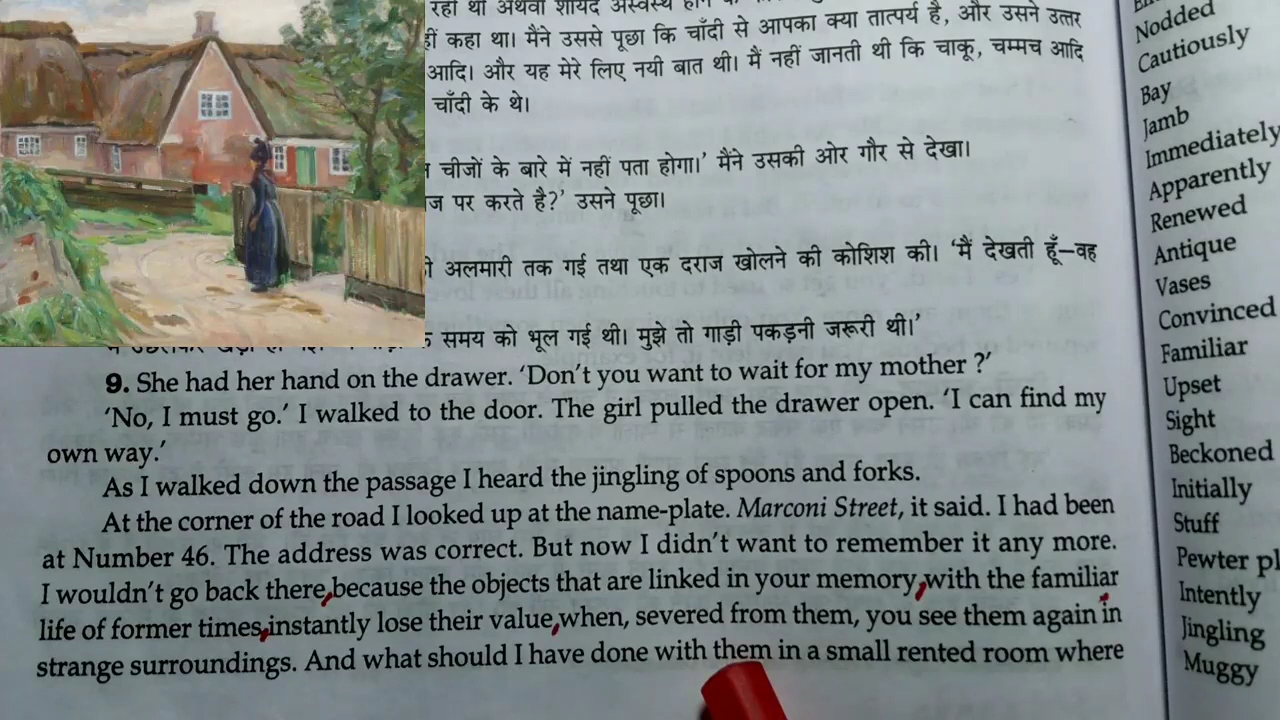 रहा था अथवा शायद अस्वस्थ होने
हीं कहा था। मैंने उससे पूछा कि चाँदी से आपका क्या तात्पर्य है, और उसने उत्तर
आदि। और यह मेरे लिए नयी बात थी। मैं नहीं जानती थी कि चाकू, चम्मच आदि
चाँदी के थे।
चीजों के बारे में नहीं पता होगा।’ मैंने उसकी ओर गौर से देखा।
ज पर करते है?’ उसने पूछा।
अलमारी तक गई तथा एक दराज खोलने की कोशिश की। ‘मैं देखती हूँ—वह
समय को भूल गई थी। मुझे तो गाड़ी पकड़नी जरूरी थी।’
9. She had her hand on the drawer. ‘Don’t you want to wait for my mother ?’
‘No, I must go.’ I walked to the door. The girl pulled the drawer open. ‘I can find my
own way.’
As I walked down the passage I heard the jingling of spoons and forks.
At the corner of the road I looked up at the name-plate. Marconi Street, it said. I had been
at Number 46. The address was correct. But now I didn’t want to remember it any more.
I wouldn’t go back there, because the objects that are linked in your memory, with the familiar
life of former times, instantly lose their value, when, severed from them, you see them again in
strange surroundings. And what should I have done with them in a small rented room where
Nodded
Cautiously
Bay
Jamb
Immediately
Apparently
Renewed
Antique
Vases
Convinced
Familiar
Upset
Sight
Beckoned
Initially
Stuff
Pewter pl
Intently
Jingling
Muggy